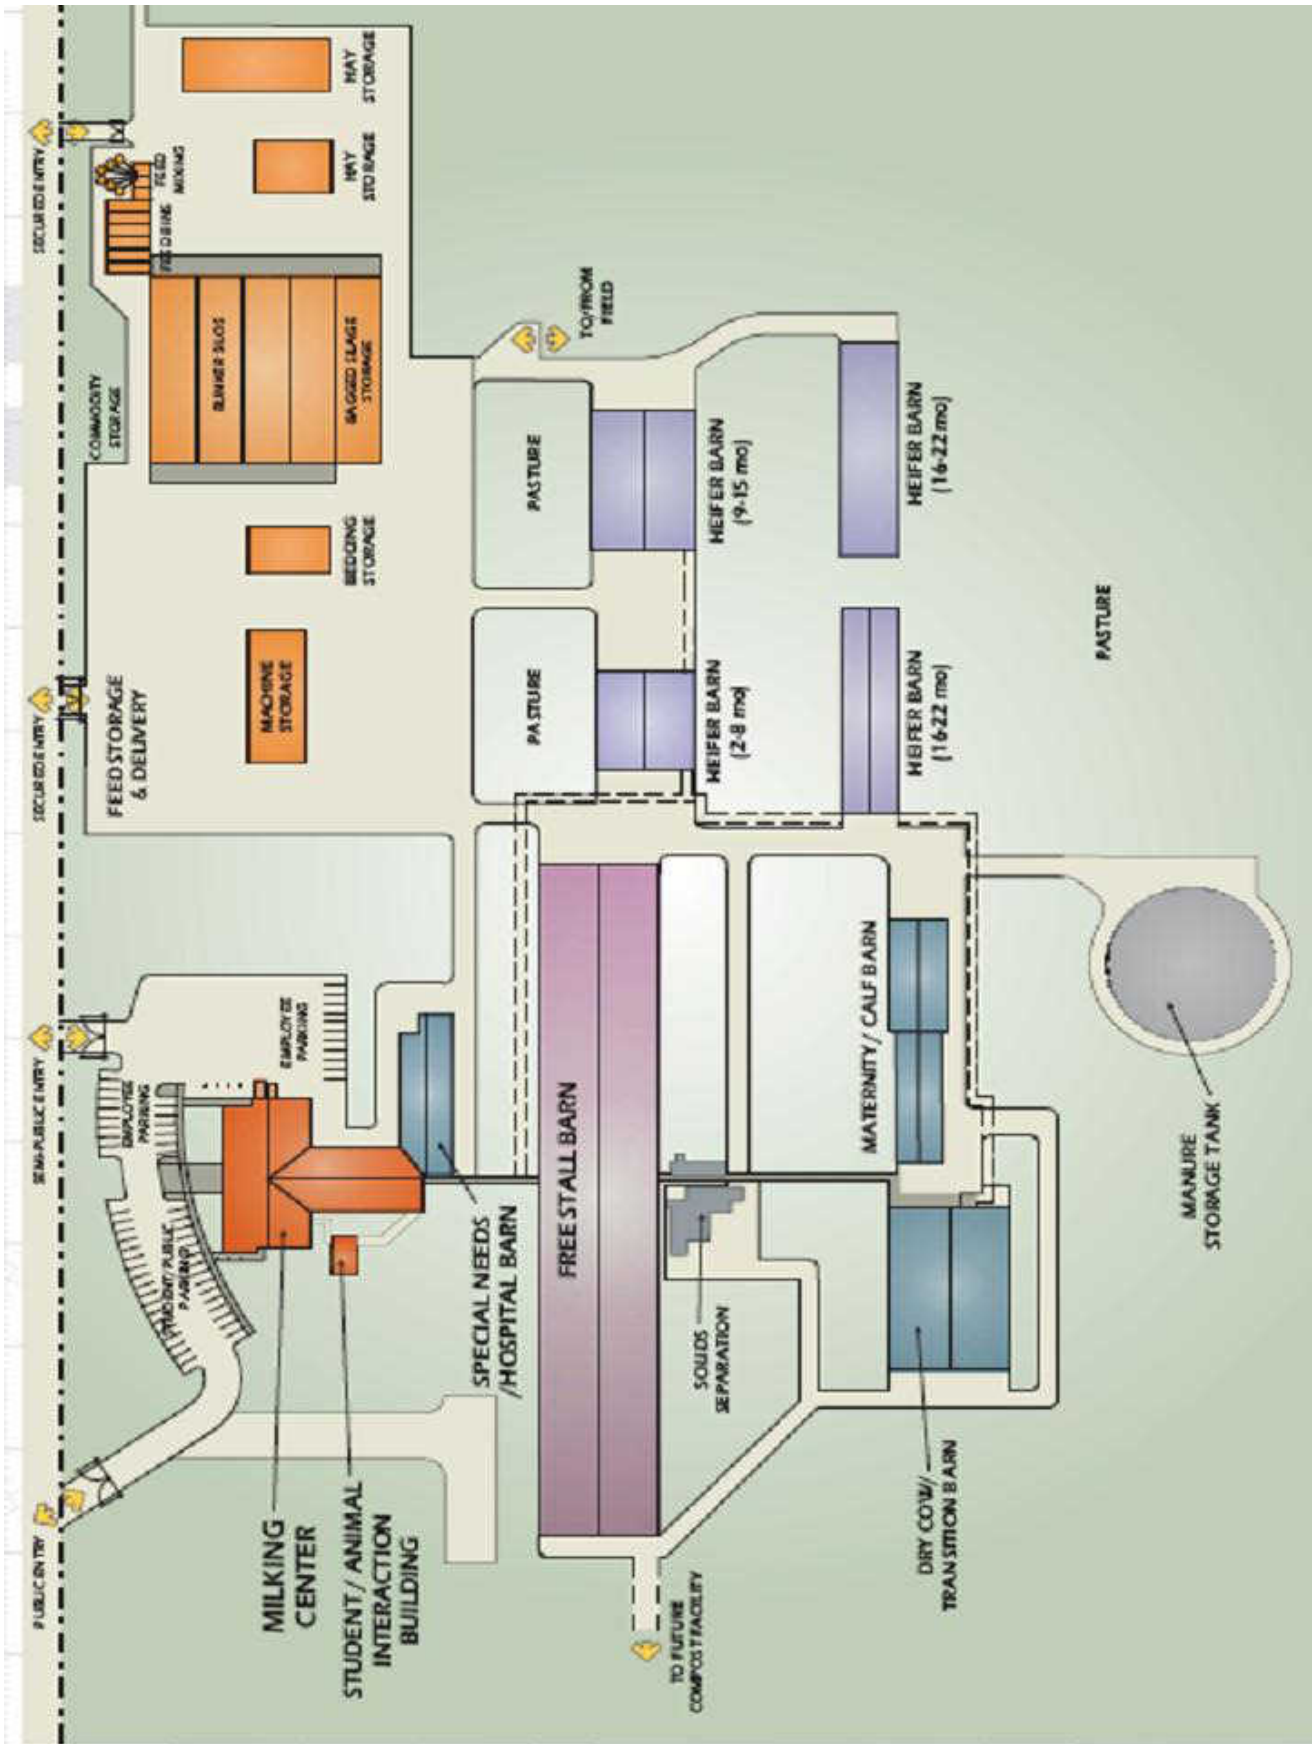 PUBLIC ENTRY
SEMI-PUBLIC ENTRY
SECURED ENTRY
SECURED ENTRY
STUDENT/PUBLIC
PARKING
EMPLOYEE
PARKING
EMPLOYEE
PARKING
FEED STORAGE
& DELIVERY
COMMODITY
STORAGE
FEED BINS
FEED
MIXING
HAY
STORAGE
HAY
STORAGE
BUNKER SILOS
BAGGED SILAGE
STORAGE
BEDDING
STORAGE
MACHINE
STORAGE
MILKING
CENTER
STUDENT/ ANIMAL
INTERACTION
BUILDING
SPECIAL NEEDS
/HOSPITAL BARN
TO/FROM
FIELD
PASTURE
PASTURE
FREE STALL BARN
HEIFER BARN
(2-8 mo)
HEIFER BARN
(9-15 mo)
TO FUTURE
COMPOST FACILITY
SOLIDS
SEPARATION
MATERNITY/ CALF BARN
HEIFER BARN
(16-22 mo)
HEIFER BARN
(16-22 mo)
DRY COW/
TRANSITION BARN
PASTURE
MANURE
STORAGE TANK